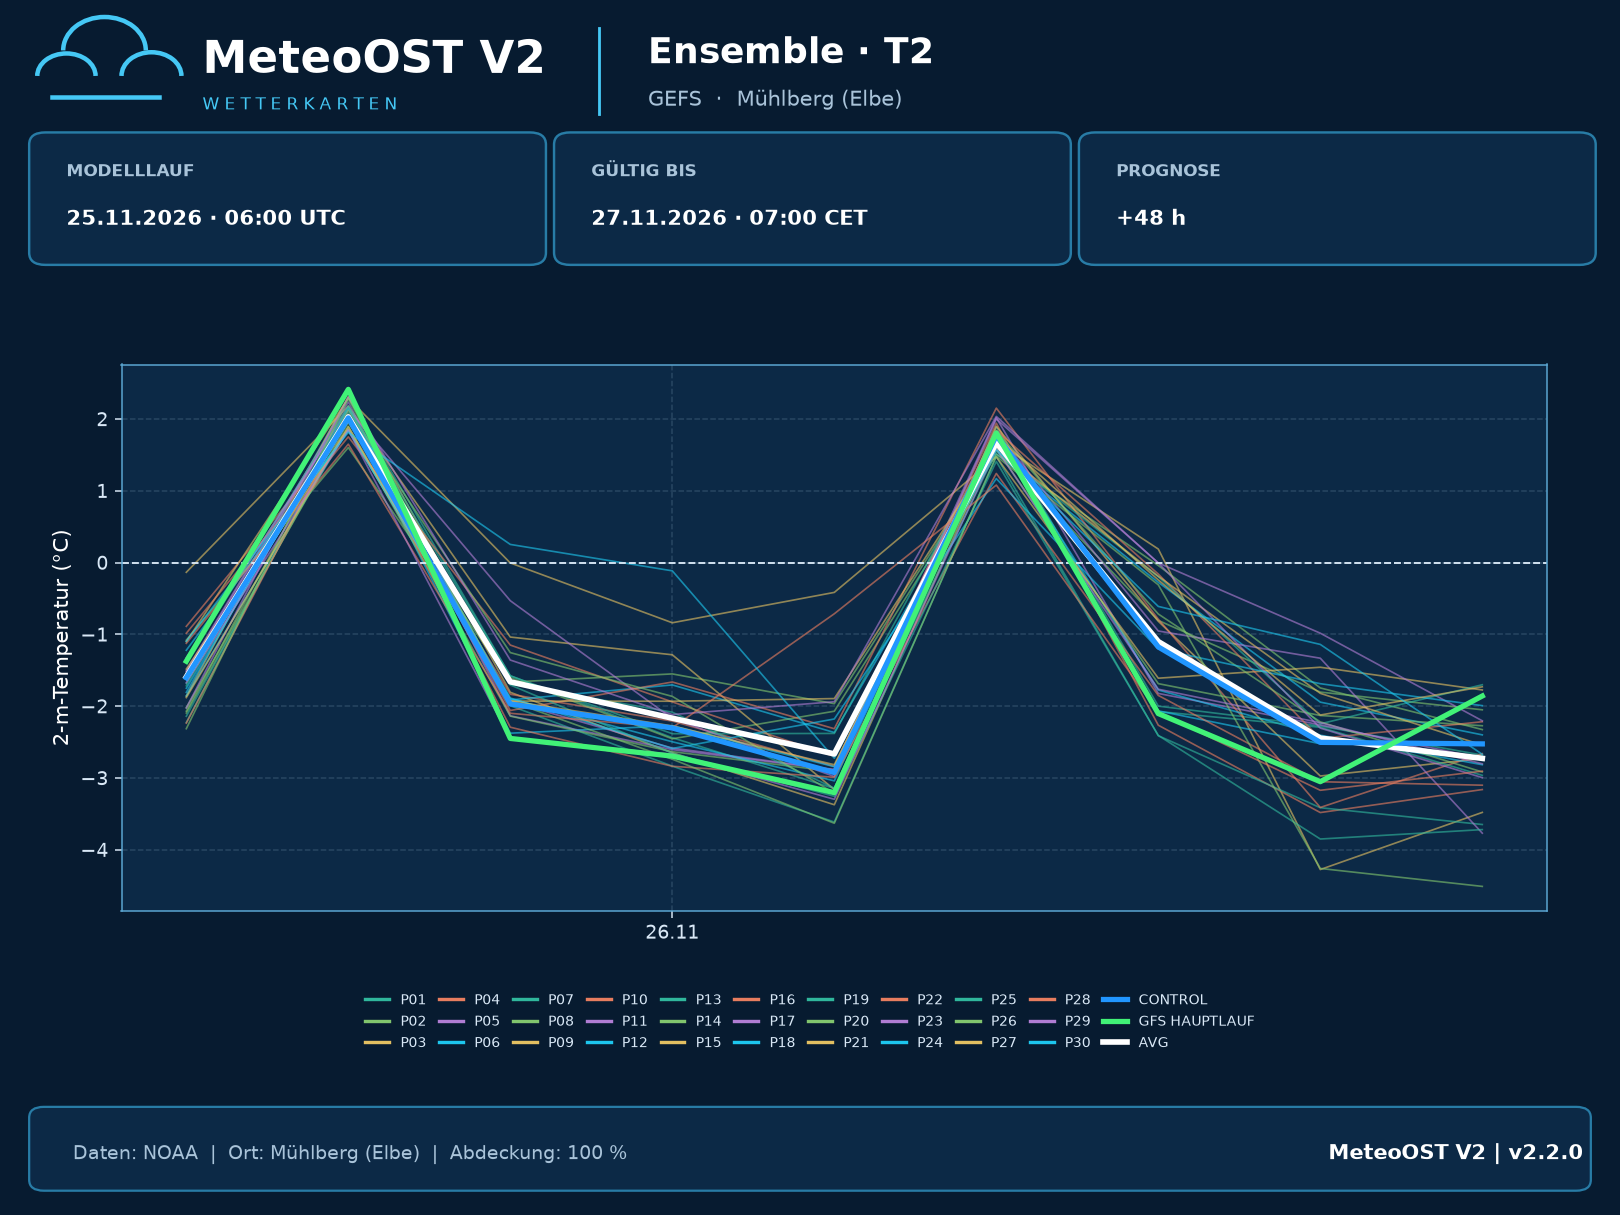 MeteoOST V2
WETTERKARTEN
Ensemble · T2
GEFS · Mühlberg (Elbe)
MODELLLAUF
25.11.2026 · 06:00 UTC
GÜLTIG BIS
27.11.2026 · 07:00 CET
PROGNOSE
+48 h
2-m-Temperatur (°C)
2
1
0
−1
−2
−3
−4
26.11
P01 P04 P07 P10 P13 P16 P19 P22 P25 P28 CONTROL
P02 P05 P08 P11 P14 P17 P20 P23 P26 P29 GFS HAUPTLAUF
P03 P06 P09 P12 P15 P18 P21 P24 P27 P30 AVG
Daten: NOAA | Ort: Mühlberg (Elbe) | Abdeckung: 100 %
MeteoOST V2 | v2.2.0